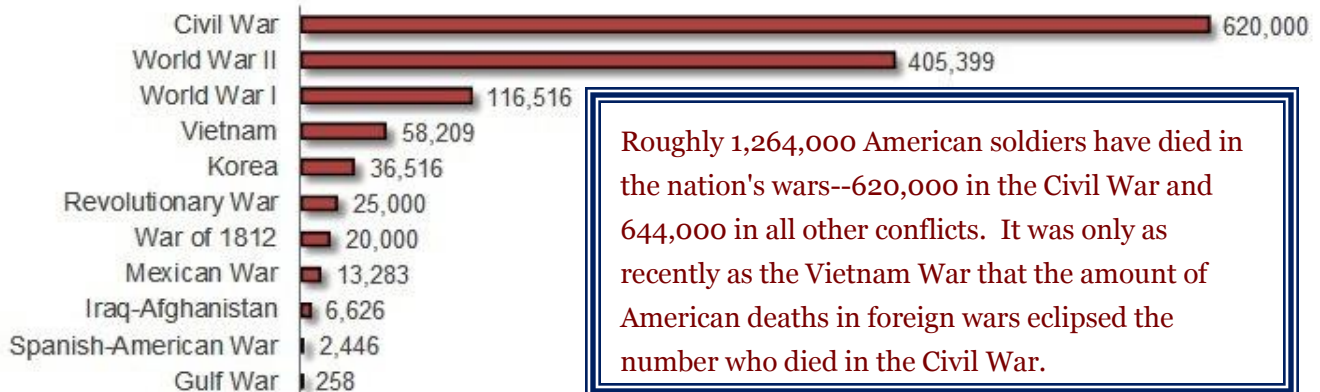 Civil War 620,000
World War II 405,399
World War I 116,516
Vietnam 58,209
Korea 36,516
Revolutionary War 25,000
War of 1812 20,000
Mexican War 13,283
Iraq-Afghanistan 6,626
Spanish-American War 2,446
Gulf War 258
Roughly 1,264,000 American soldiers have died in
the nation's wars--620,000 in the Civil War and
644,000 in all other conflicts. It was only as
recently as the Vietnam War that the amount of
American deaths in foreign wars eclipsed the
number who died in the Civil War.